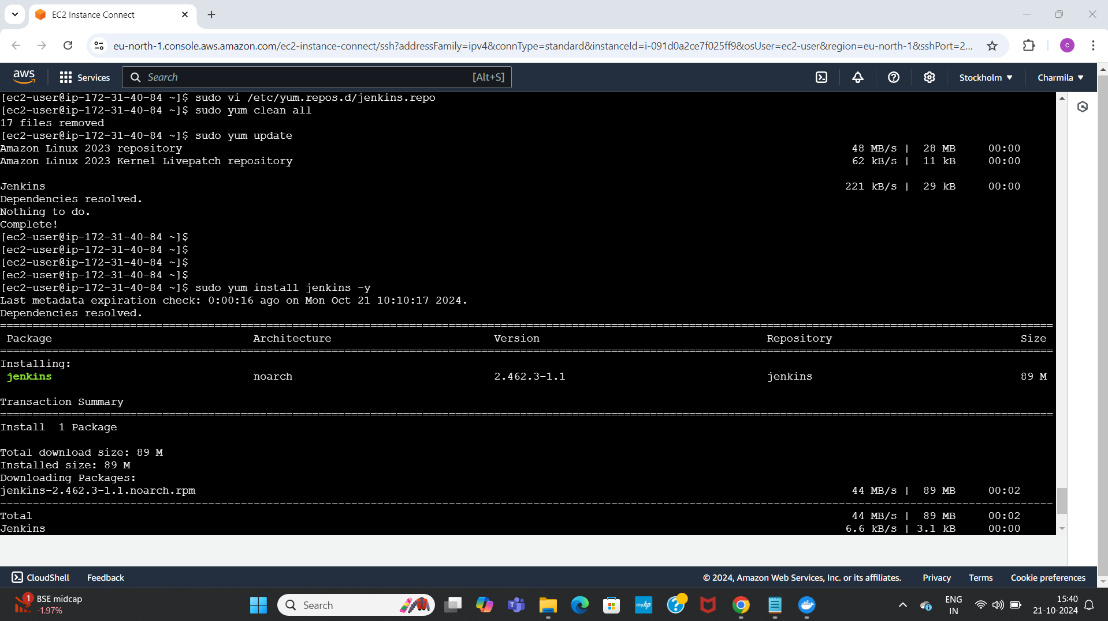 EC2 Instance Connect
eu-north-1.console.aws.amazon.com/ec2-instance-connect/ssh?addressFamily=ipv4&connType=standard&instanceId=i-091d0a2ce7f025ff9&osUser=ec2-user&region=eu-north-1&sshPort=2...
c
aws
Services
Search
[Alt+S]
Stockholm
Charmila
[ec2-user@ip-172-31-40-84 ~]$ sudo vi /etc/yum.repos.d/jenkins.repo
[ec2-user@ip-172-31-40-84 ~]$ sudo yum clean all
17 files removed
[ec2-user@ip-172-31-40-84 ~]$ sudo yum update
Amazon Linux 2023 repository 48 MB/s | 28 MB 00:00
Amazon Linux 2023 Kernel Livepatch repository 62 kB/s | 11 kB 00:00
Jenkins 221 kB/s | 29 kB 00:00
Dependencies resolved.
Nothing to do.
Complete!
[ec2-user@ip-172-31-40-84 ~]$
[ec2-user@ip-172-31-40-84 ~]$
[ec2-user@ip-172-31-40-84 ~]$
[ec2-user@ip-172-31-40-84 ~]$
[ec2-user@ip-172-31-40-84 ~]$ sudo yum install jenkins -y
Last metadata expiration check: 0:00:16 ago on Mon Oct 21 10:10:17 2024.
Dependencies resolved.
Package Architecture Version Repository Size
Installing:
jenkins noarch 2.462.3-1.1 jenkins 89 M
Transaction Summary
Install 1 Package
Total download size: 89 M
Installed size: 89 M
Downloading Packages:
jenkins-2.462.3-1.1.noarch.rpm 44 MB/s | 89 MB 00:02
Total 44 MB/s | 89 MB 00:02
Jenkins 6.6 kB/s | 3.1 kB 00:00
CloudShell Feedback © 2024, Amazon Web Services, Inc. or its affiliates. Privacy Terms Cookie preferences
1
BSE midcap
-1.97%
Search
ENG
IN
15:40
21-10-2024